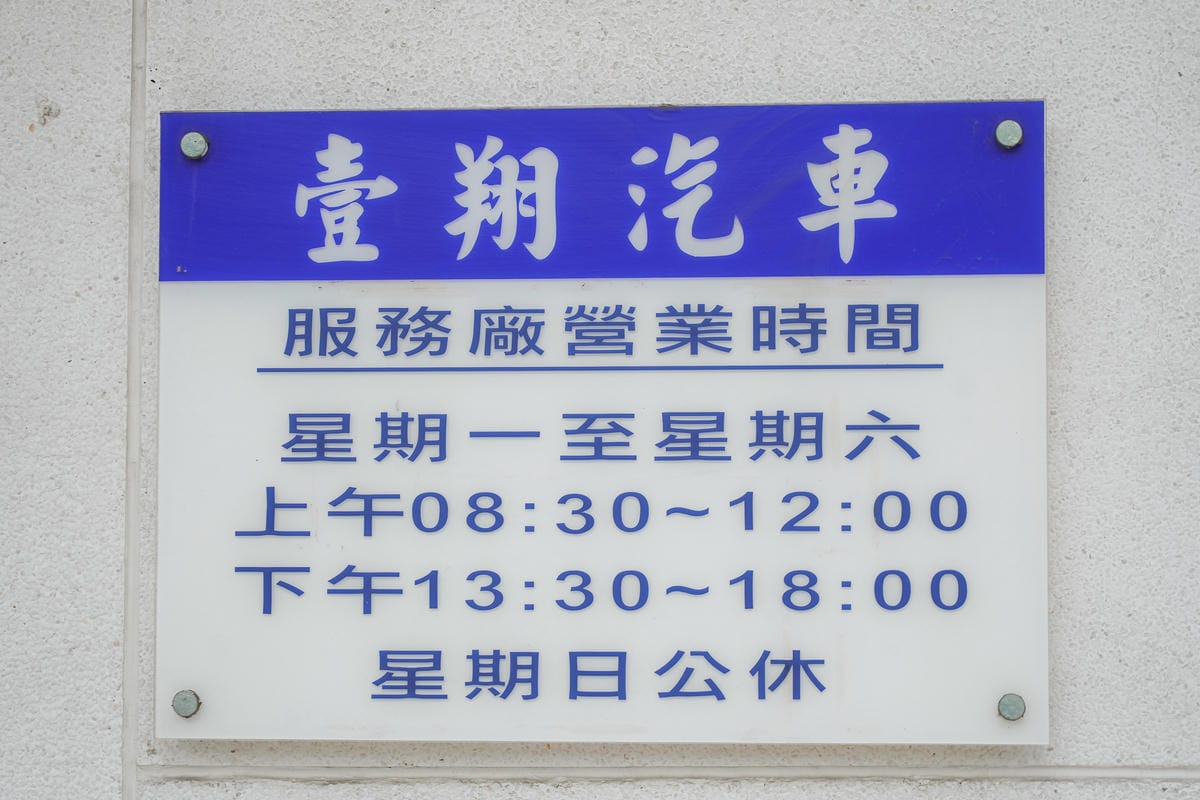 壹翔汽車
服務廠營業時間
星期一至星期六
上午08:30~12:00
下午13:30~18:00
星期日公休